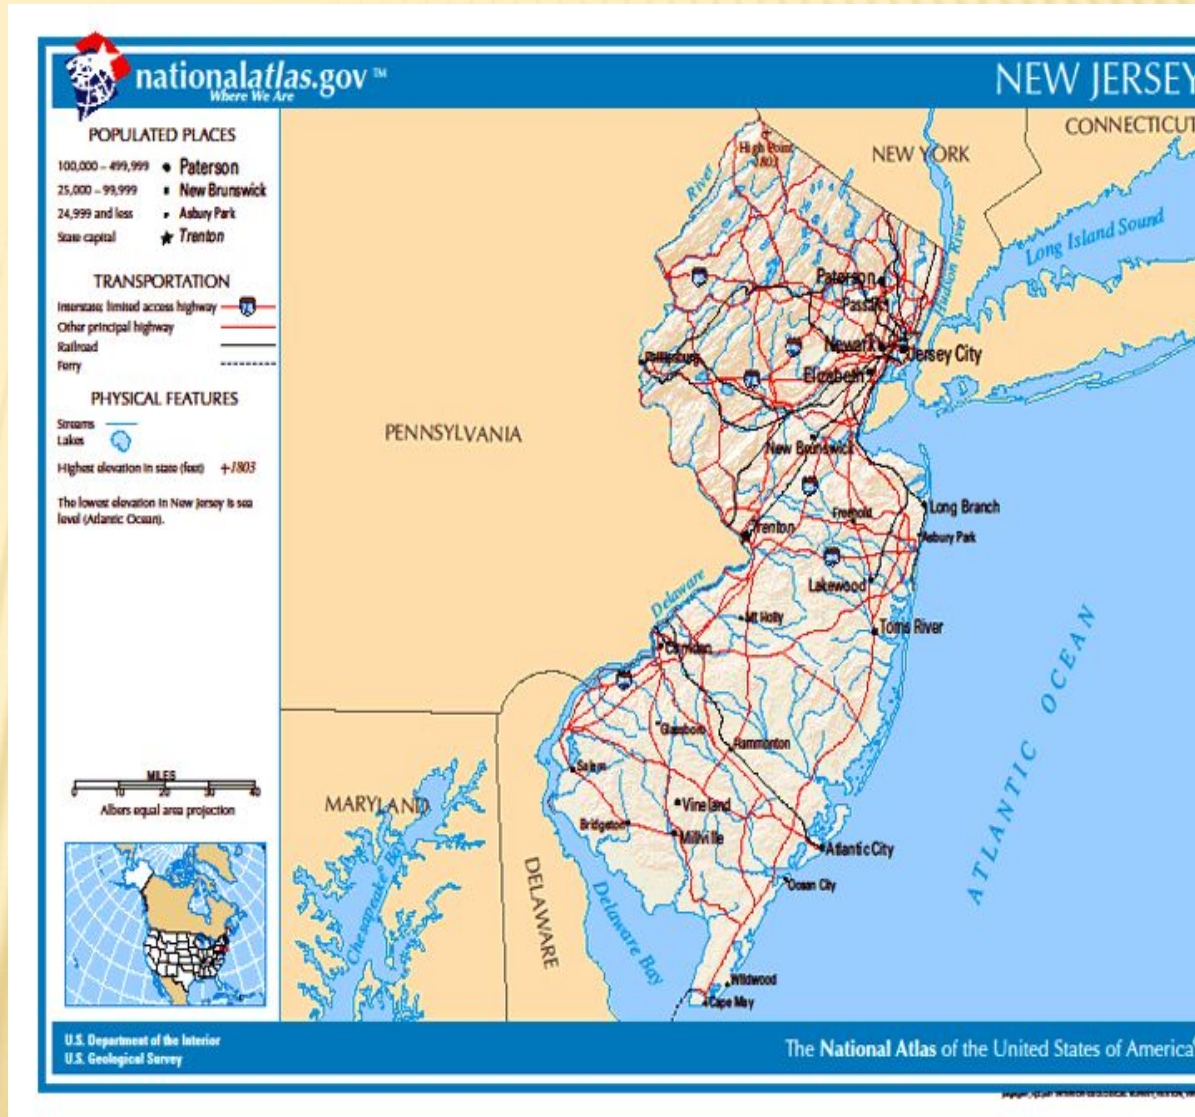 nationalatlas.gov ™
Where We Are
NEW JERSEY
POPULATED PLACES
100,000 – 499,999 Paterson
25,000 – 99,999 New Brunswick
24,999 and less Asbury Park
State capital Trenton
TRANSPORTATION
Interstate; limited access highway
Other principal highway
Railroad
Ferry
PHYSICAL FEATURES
Streams
Lakes
Highest elevation in state (feet) +1803
The lowest elevation in New Jersey is sea
level (Atlantic Ocean).
MILES
0 10 20 30 40
Albers equal area projection
CONNECTICUT
NEW YORK
High Point
1803
River
Hudson River
Long Island Sound
Paterson
Passaic
Newark
Jersey City
Elizabeth
Phillipsburg
PENNSYLVANIA
New Brunswick
Long Branch
Freehold
Trenton
Asbury Park
Lakewood
Delaware
Mt Holly
Toms River
Camden
ATLANTIC OCEAN
Glassboro
Hammonton
Salem
MARYLAND
Vineland
Bridgeton
Millville
Atlantic City
Ocean City
Chesapeake Bay
DELAWARE
Delaware Bay
Wildwood
Cape May
U.S. Department of the Interior
U.S. Geological Survey
The National Atlas of the United States of America